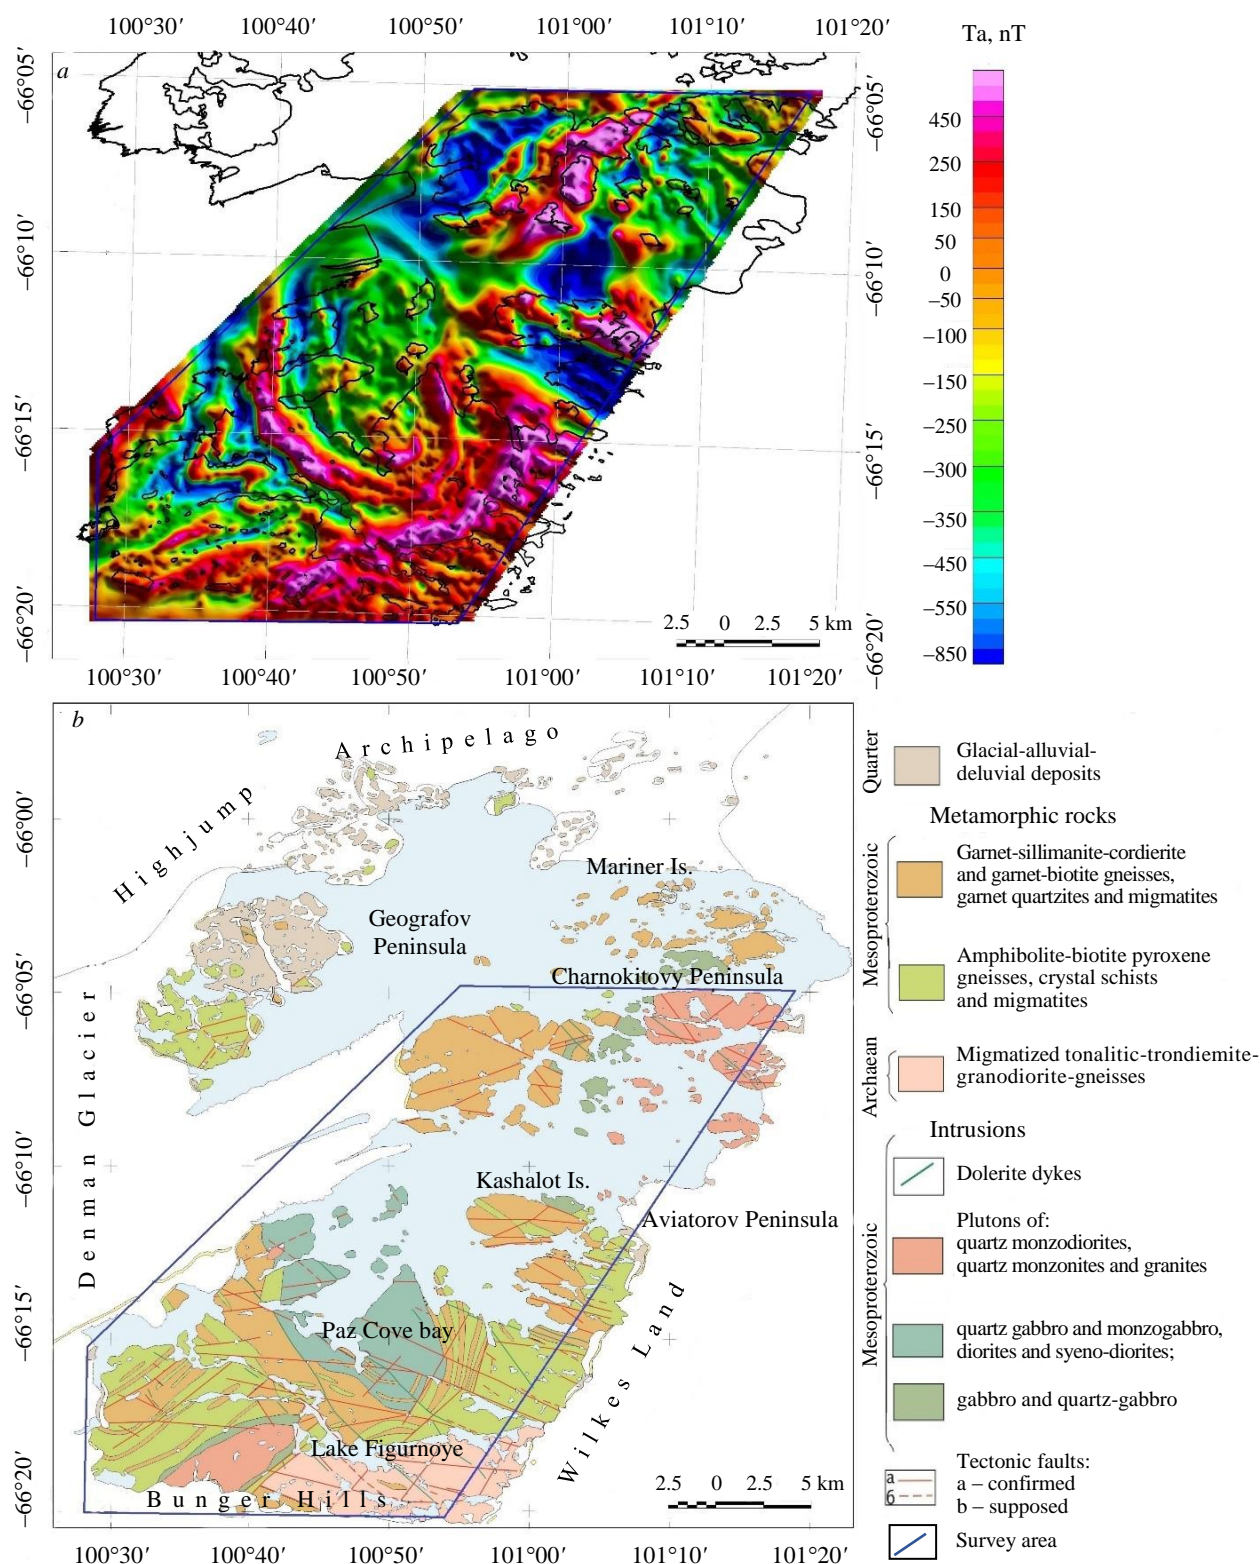 100°30′ 100°40′ 100°50′ 101°00′ 101°10′ 101°20′
Ta, nT
a
−66°05′
−66°10′
−66°15′
−66°20′
−66°05′
−66°10′
−66°15′
−66°20′
450
250
150
50
0
−50
−100
−150
−250
−300
−350
−450
−550
−850
2.5 0 2.5 5 km
100°30′ 100°40′ 100°50′ 101°00′ 101°10′ 101°20′
b
−66°00′
−66°05′
−66°10′
−66°15′
−66°20′
Highjump
Archipelago
Mariner Is.
Geografov
Peninsula
Charnokitovy Peninsula
Denman Glacier
Kashalot Is.
Aviatorov Peninsula
Paz Cove bay
Wilkes Land
Lake Figurnoye
Bunger Hills
2.5 0 2.5 5 km
100°30′ 100°40′ 100°50′ 101°00′ 101°10′ 101°20′
Quarter
Glacial-alluvial-
deluvial deposits
Metamorphic rocks
Mesoproterozoic
Garnet-sillimanite-cordierite
and garnet-biotite gneisses,
garnet quartzites and migmatites
Amphibolite-biotite pyroxene
gneisses, crystal schists
and migmatites
Archaean
Migmatized tonalitic-trondiemite-
granodiorite-gneisses
Intrusions
Mesoproterozoic
Dolerite dykes
Plutons of:
quartz monzodiorites,
quartz monzonites and granites
quartz gabbro and monzogabbro,
diorites and syeno-diorites;
gabbro and quartz-gabbro
Tectonic faults:
а
a – confirmed
б
b – supposed
Survey area